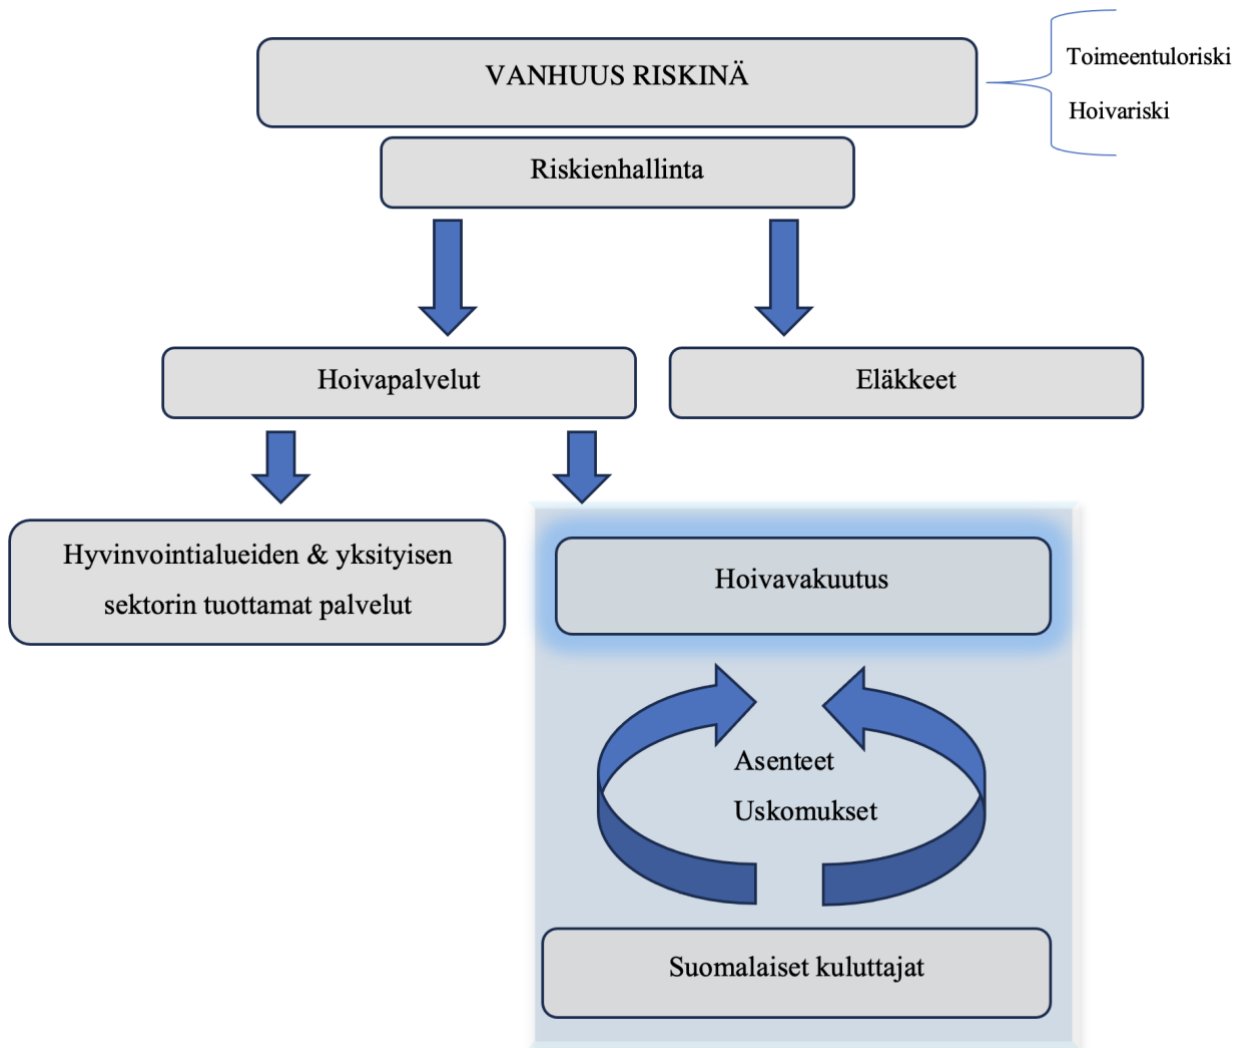 VANHUUS RISKINÄ
Toimeentuloriski
Hoivariski
Riskienhallinta
Hoivapalvelut
Eläkkeet
Hyvinvointialueiden & yksityisen
sektorin tuottamat palvelut
Hoivavakuutus
Asenteet
Uskomukset
Suomalaiset kuluttajat